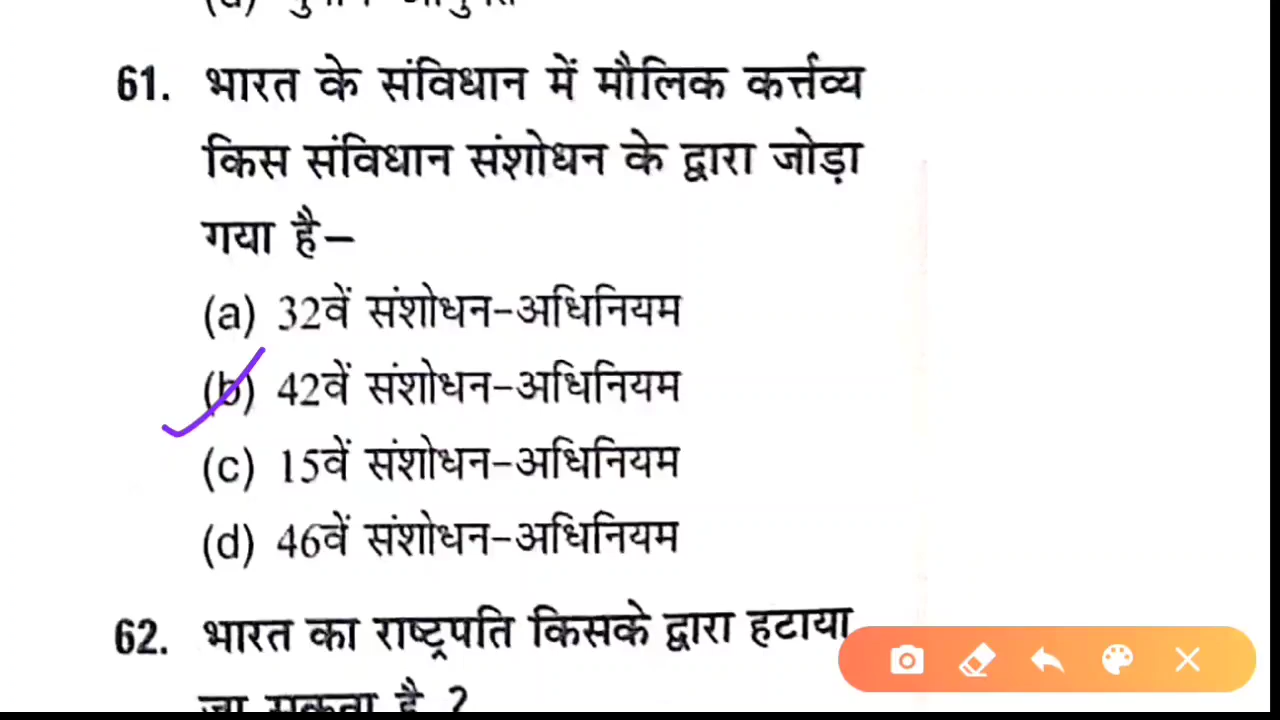 61. भारत के संविधान में मौलिक कर्त्तव्य
किस संविधान संशोधन के द्वारा जोड़ा
गया है–
(a) 32वें संशोधन-अधिनियम
(b) 42वें संशोधन-अधिनियम
(c) 15वें संशोधन-अधिनियम
(d) 46वें संशोधन-अधिनियम
62. भारत का राष्ट्रपति किसके द्वारा हटाया
जा सकता है ?